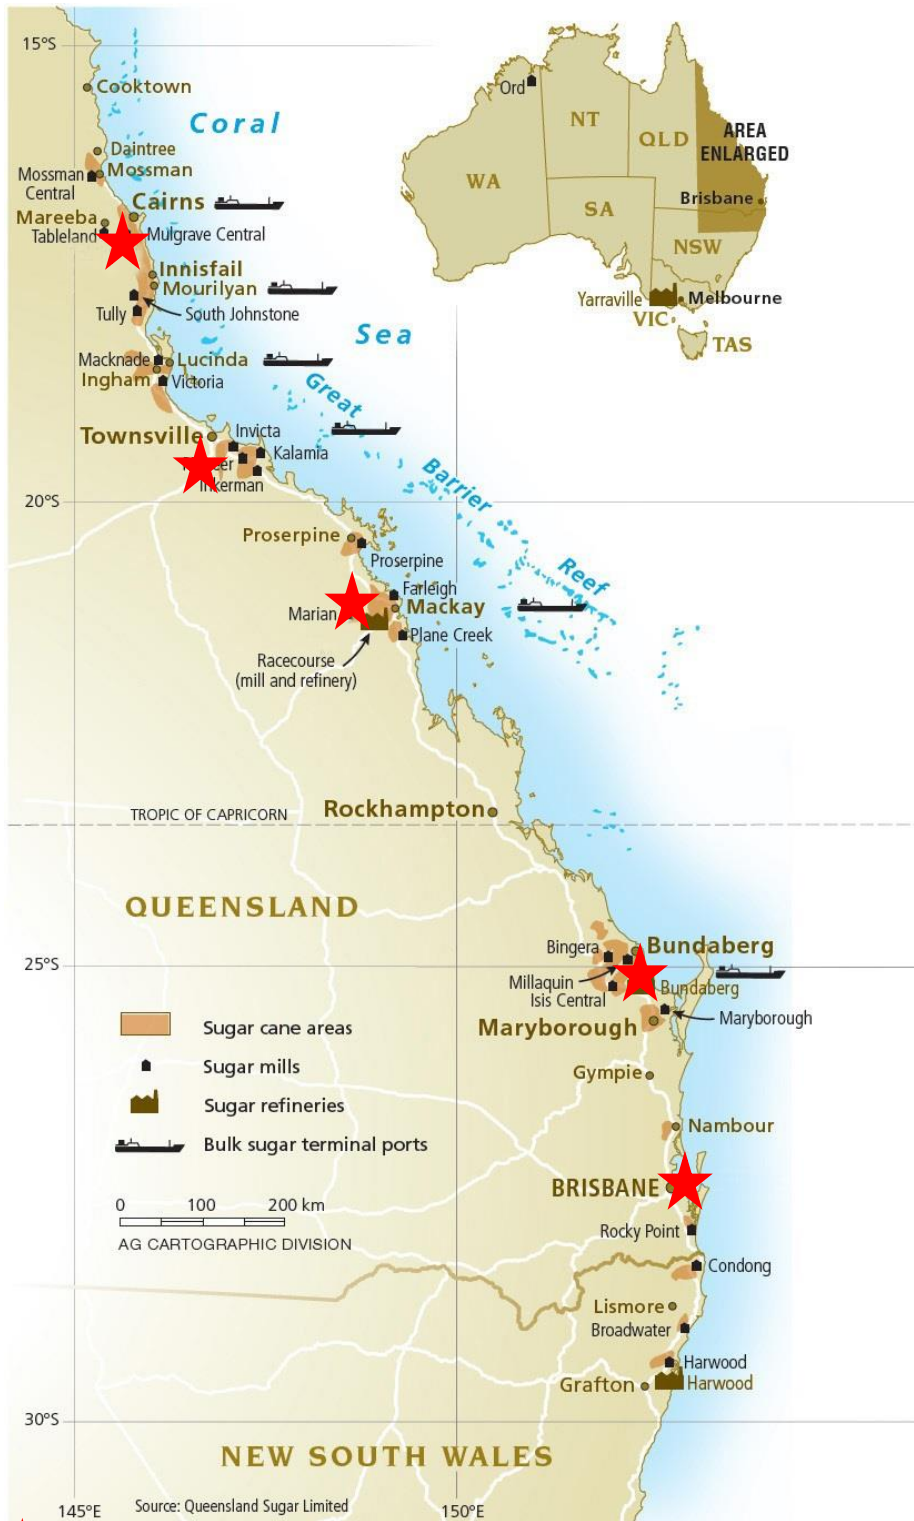 15°S
Cooktown
Coral
AREA
ENLARGED
Ord
NT
QLD
WA
SA
Brisbane
NSW
Yarraville
Melbourne
VIC
TAS
Daintree
Mossman
Central
Mossman
Cairns
Mareeba
Tableland
Mulgrave Central
Innisfail
Mourilyan
South Johnstone
Tully
Sea
Macknade
Lucinda
Ingham
Victoria
Great
Townsville
Invicta
Kalamia
Inkerman
Barrier
20°S
Proserpine
Proserpine
Reef
Farleigh
Marian
Mackay
Plane Creek
Racecourse
(mill and refinery)
Rockhampton
TROPIC OF CAPRICORN
QUEENSLAND
Bingera
Bundaberg
25°S
Millaquin
Isis Central
Bundaberg
Maryborough
Maryborough
Sugar cane areas
Sugar mills
Gympie
Sugar refineries
Nambour
Bulk sugar terminal ports
BRISBANE
0 100 200 km
Rocky Point
AG CARTOGRAPHIC DIVISION
Condong
Lismore
Broadwater
Harwood
Grafton
Harwood
30°S
NEW SOUTH WALES
145°E
Source: Queensland Sugar Limited
150°E